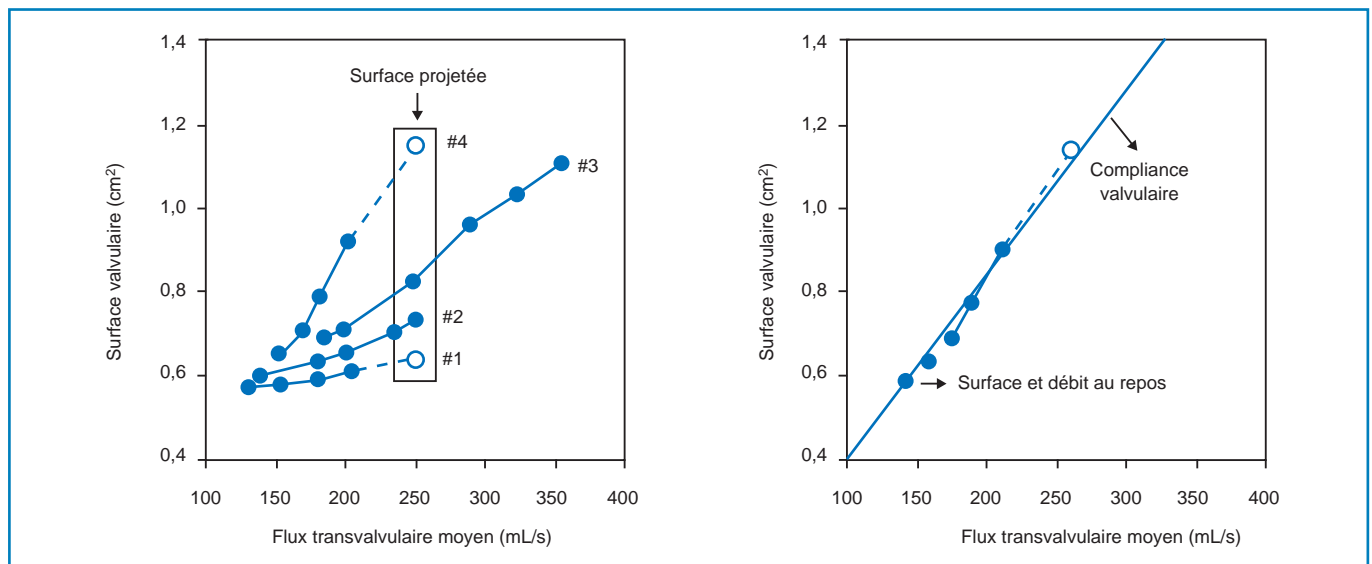 1,4
1,2
1,0
0,8
0,6
0,4
Surface valvulaire (cm²)
Surface projetée
#4
#3
#2
#1
100 150 200 250 300 350 400
Flux transvalvulaire moyen (mL/s)
1,4
1,2
1,0
0,8
0,6
0,4
Surface valvulaire (cm²)
Compliance
valvulaire
Surface et débit au repos
100 150 200 250 300 350 400
Flux transvalvulaire moyen (mL/s)